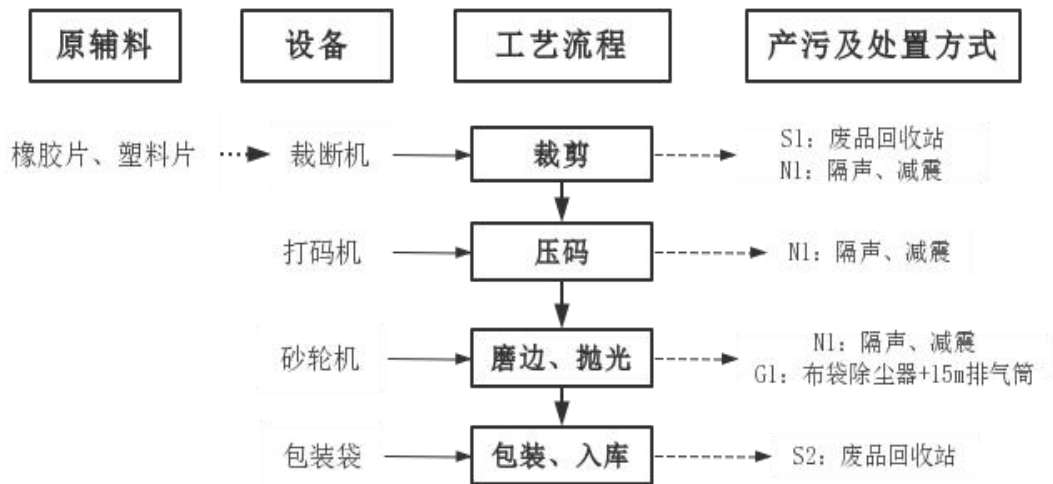 原辅料 设备 工艺流程 产污及处置方式
橡胶片、塑料片 裁断机 裁剪 S1：废品回收站
N1：隔声、减震
打码机 压码 N1：隔声、减震
砂轮机 磨边、抛光 N1：隔声、减震
G1：布袋除尘器+15m排气筒
包装袋 包装、入库 S2：废品回收站